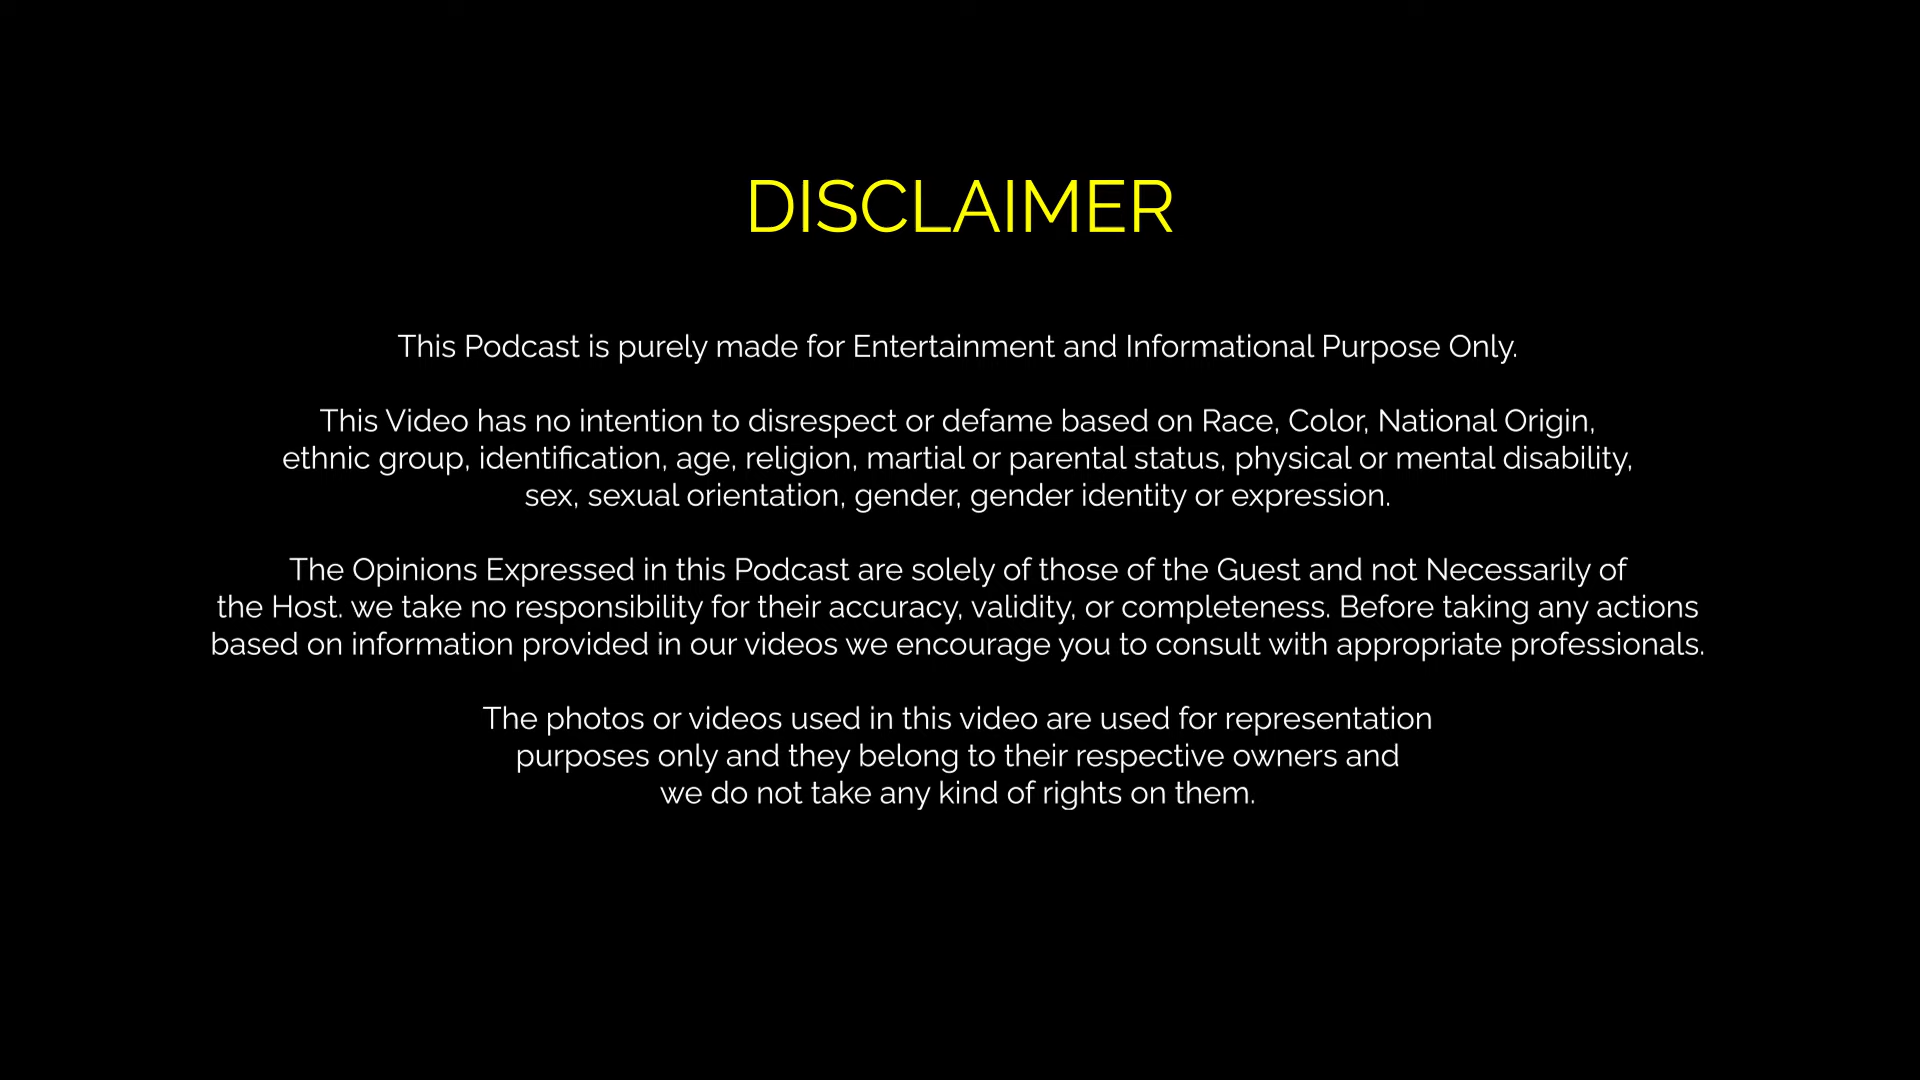 DISCLAIMER
This Podcast is purely made for Entertainment and Informational Purpose Only.
This Video has no intention to disrespect or defame based on Race, Color, National Origin,
ethnic group, identification, age, religion, martial or parental status, physical or mental disability,
sex, sexual orientation, gender, gender identity or expression.
The Opinions Expressed in this Podcast are solely of those of the Guest and not Necessarily of
the Host. we take no responsibility for their accuracy, validity, or completeness. Before taking any actions
based on information provided in our videos we encourage you to consult with appropriate professionals.
The photos or videos used in this video are used for representation
purposes only and they belong to their respective owners and
we do not take any kind of rights on them.